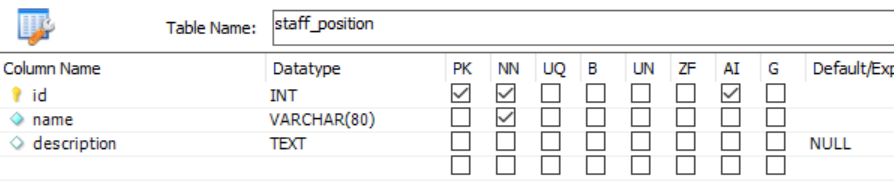 Table Name: staff_position
Column Name Datatype PK NN UQ B UN ZF AI G Default/Exp
id INT
name VARCHAR(80)
description TEXT NULL